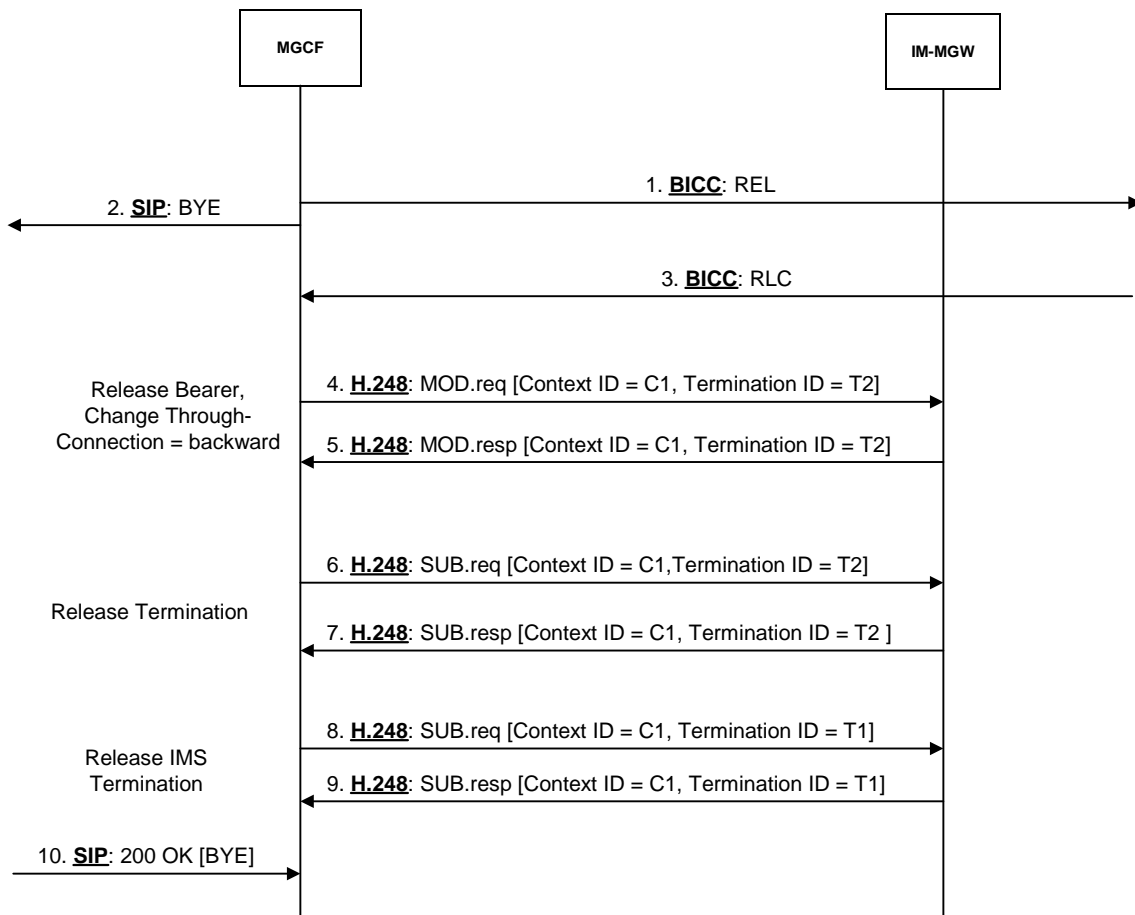 MGCF
IM-MGW
1. BICC: REL
2. SIP: BYE
3. BICC: RLC
Release Bearer,
Change Through-
Connection = backward
4. H.248: MOD.req [Context ID = C1, Termination ID = T2]
5. H.248: MOD.resp [Context ID = C1, Termination ID = T2]
6. H.248: SUB.req [Context ID = C1,Termination ID = T2]
Release Termination
7. H.248: SUB.resp [Context ID = C1, Termination ID = T2 ]
8. H.248: SUB.req [Context ID = C1, Termination ID = T1]
Release IMS
Termination
9. H.248: SUB.resp [Context ID = C1, Termination ID = T1]
10. SIP: 200 OK [BYE]